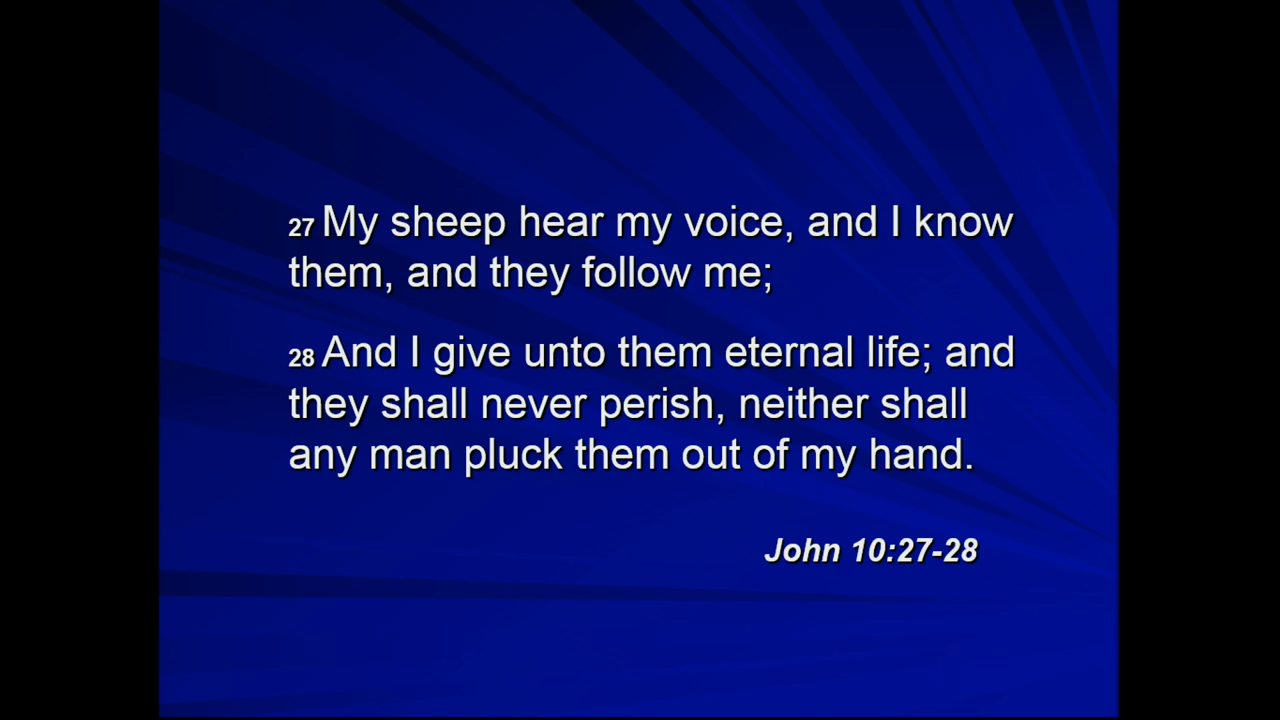 27 My sheep hear my voice, and I know
them, and they follow me;
28 And I give unto them eternal life; and
they shall never perish, neither shall
any man pluck them out of my hand.
John 10:27-28